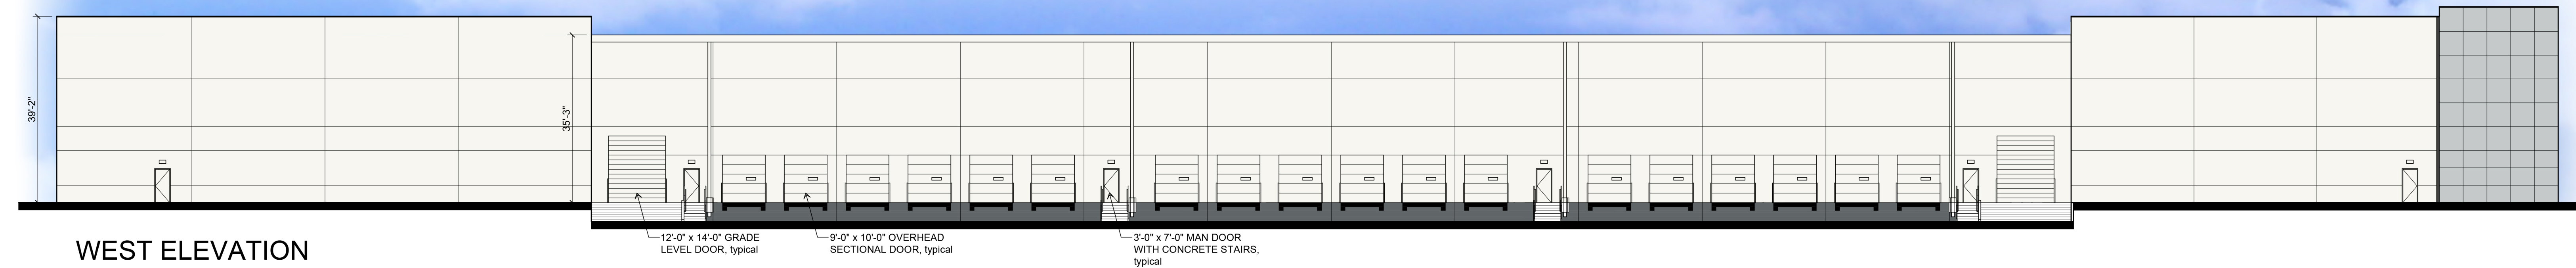 39'-2"
35'-3"
12'-0" x 14'-0" GRADE
LEVEL DOOR, typical
9'-0" x 10'-0" OVERHEAD
SECTIONAL DOOR, typical
3'-0" x 7'-0" MAN DOOR
WITH CONCRETE STAIRS,
typical
WEST ELEVATION